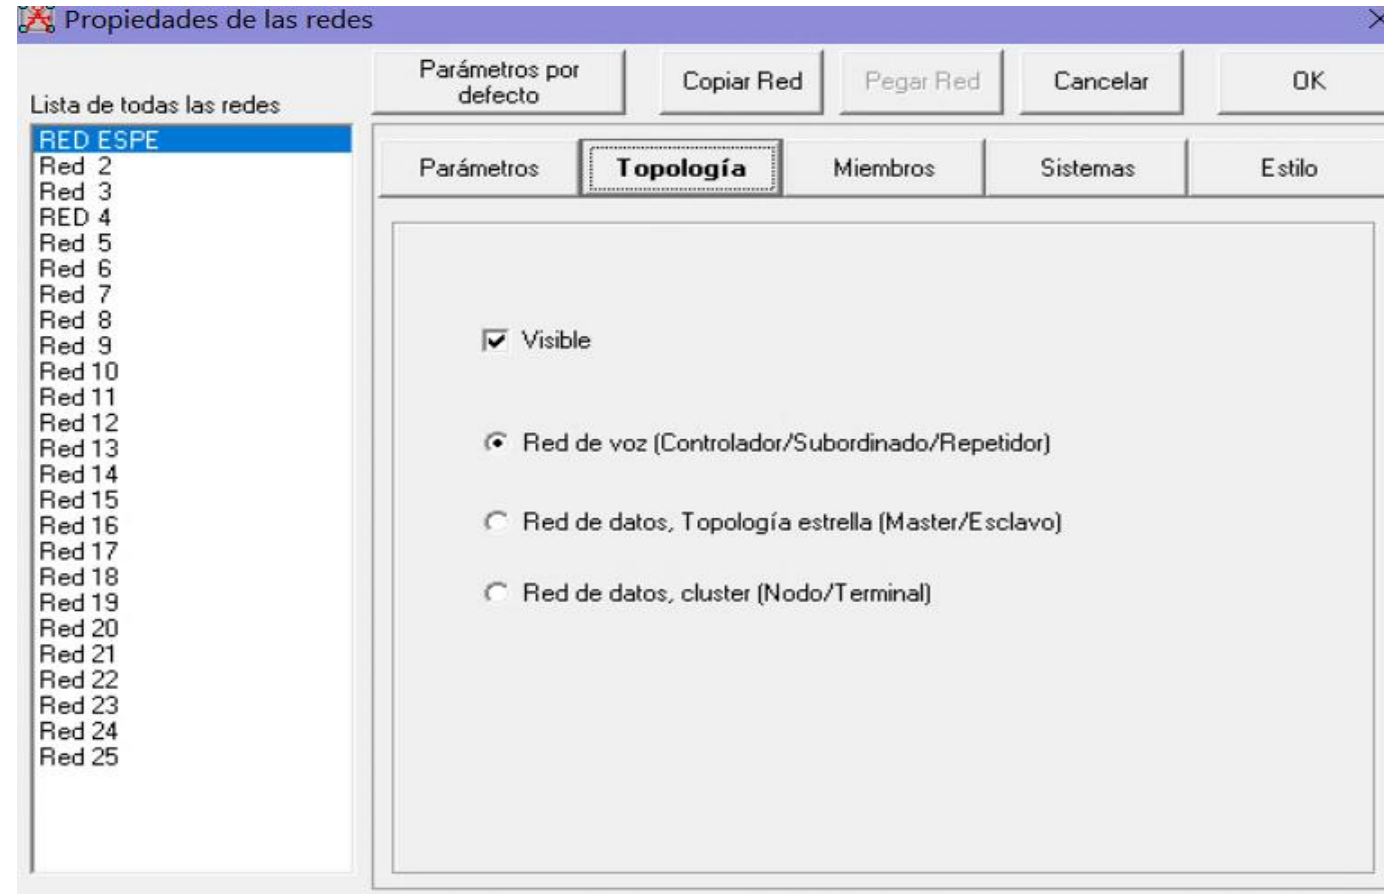 Propiedades de las redes
Parámetros por
defecto
Copiar Red
Pegar Red
Cancelar
OK
Lista de todas las redes
RED ESPE
Red 2
Red 3
RED 4
Red 5
Red 6
Red 7
Red 8
Red 9
Red 10
Red 11
Red 12
Red 13
Red 14
Red 15
Red 16
Red 17
Red 18
Red 19
Red 20
Red 21
Red 22
Red 23
Red 24
Red 25
Parámetros
Topología
Miembros
Sistemas
Estilo
Visible
Red de voz (Controlador/Subordinado/Repetidor)
Red de datos, Topología estrella (Master/Esclavo)
Red de datos, cluster (Nodo/Terminal)